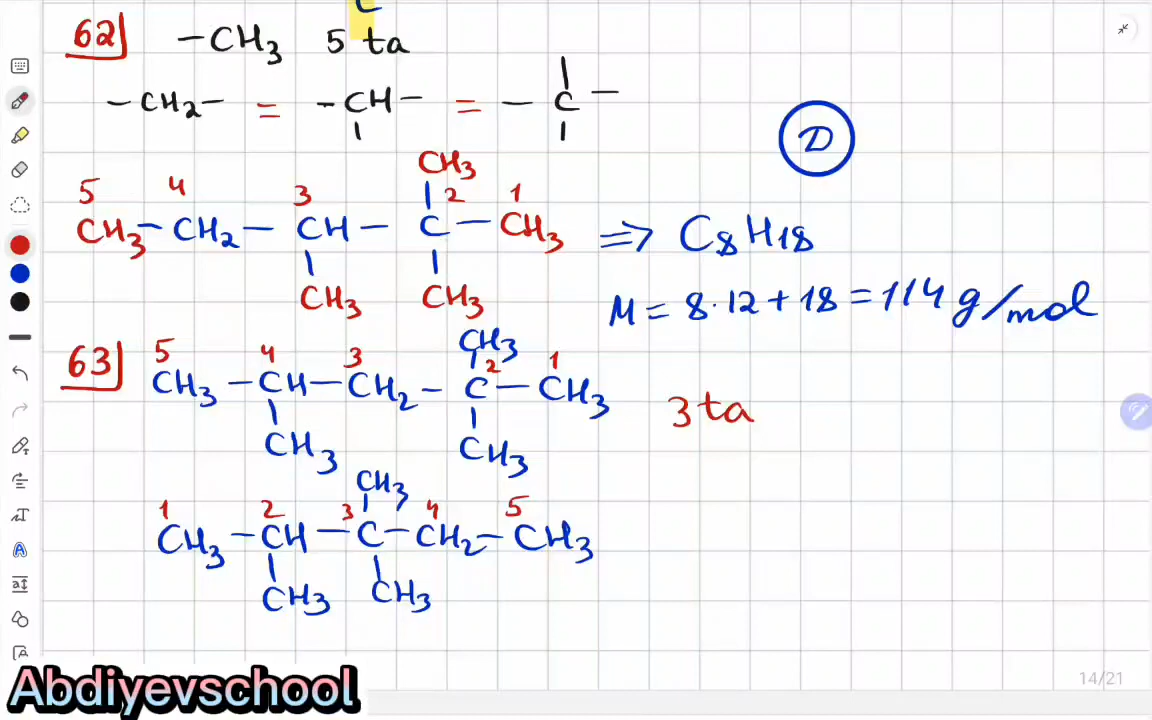 62) -CH3 5 ta
-CH2- = -CH- = -C-
CH3
5 4 3 2 1
CH3-CH2-CH-C-CH3 => C8H18
CH3 CH3
M = 8·12+18=114 g/mol
D
63)
CH3
5 4 3 2 1
CH3-CH-CH2-C-CH3 3 ta
CH3 CH3
CH3
1 2 3 4 5
CH3-CH-C-CH2-CH3
CH3 CH3
14/21
Abdiyevschool